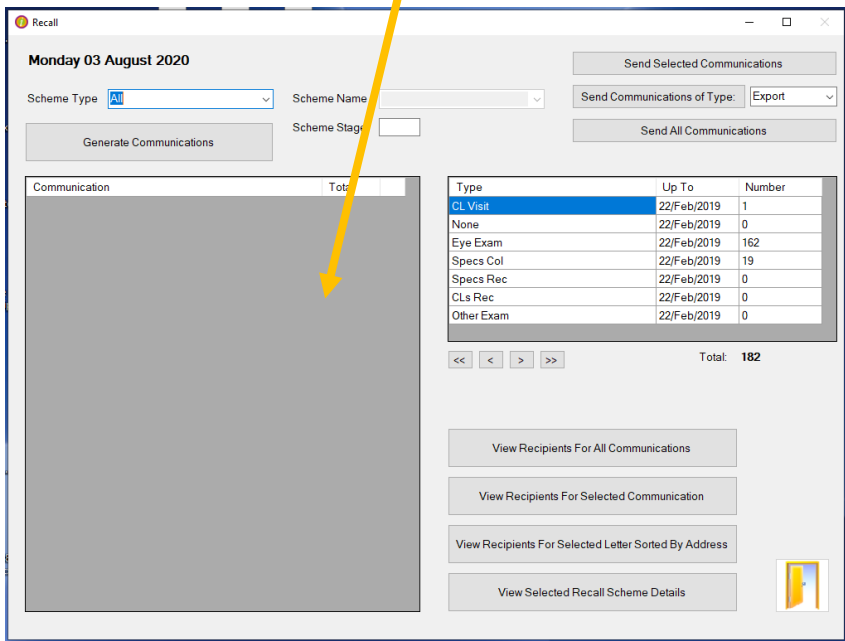 Recall
Monday 03 August 2020
Send Selected Communications
Scheme Type All
Scheme Name
Send Communications of Type: Export
Generate Communications
Scheme Stage
Send All Communications
Communication Total
Type Up To Number
CL Visit 22/Feb/2019 1
None 22/Feb/2019 0
Eye Exam 22/Feb/2019 162
Specs Col 22/Feb/2019 19
Specs Rec 22/Feb/2019 0
CLs Rec 22/Feb/2019 0
Other Exam 22/Feb/2019 0
<< < > >> Total: 182
View Recipients For All Communications
View Recipients For Selected Communication
View Recipients For Selected Letter Sorted By Address
View Selected Recall Scheme Details